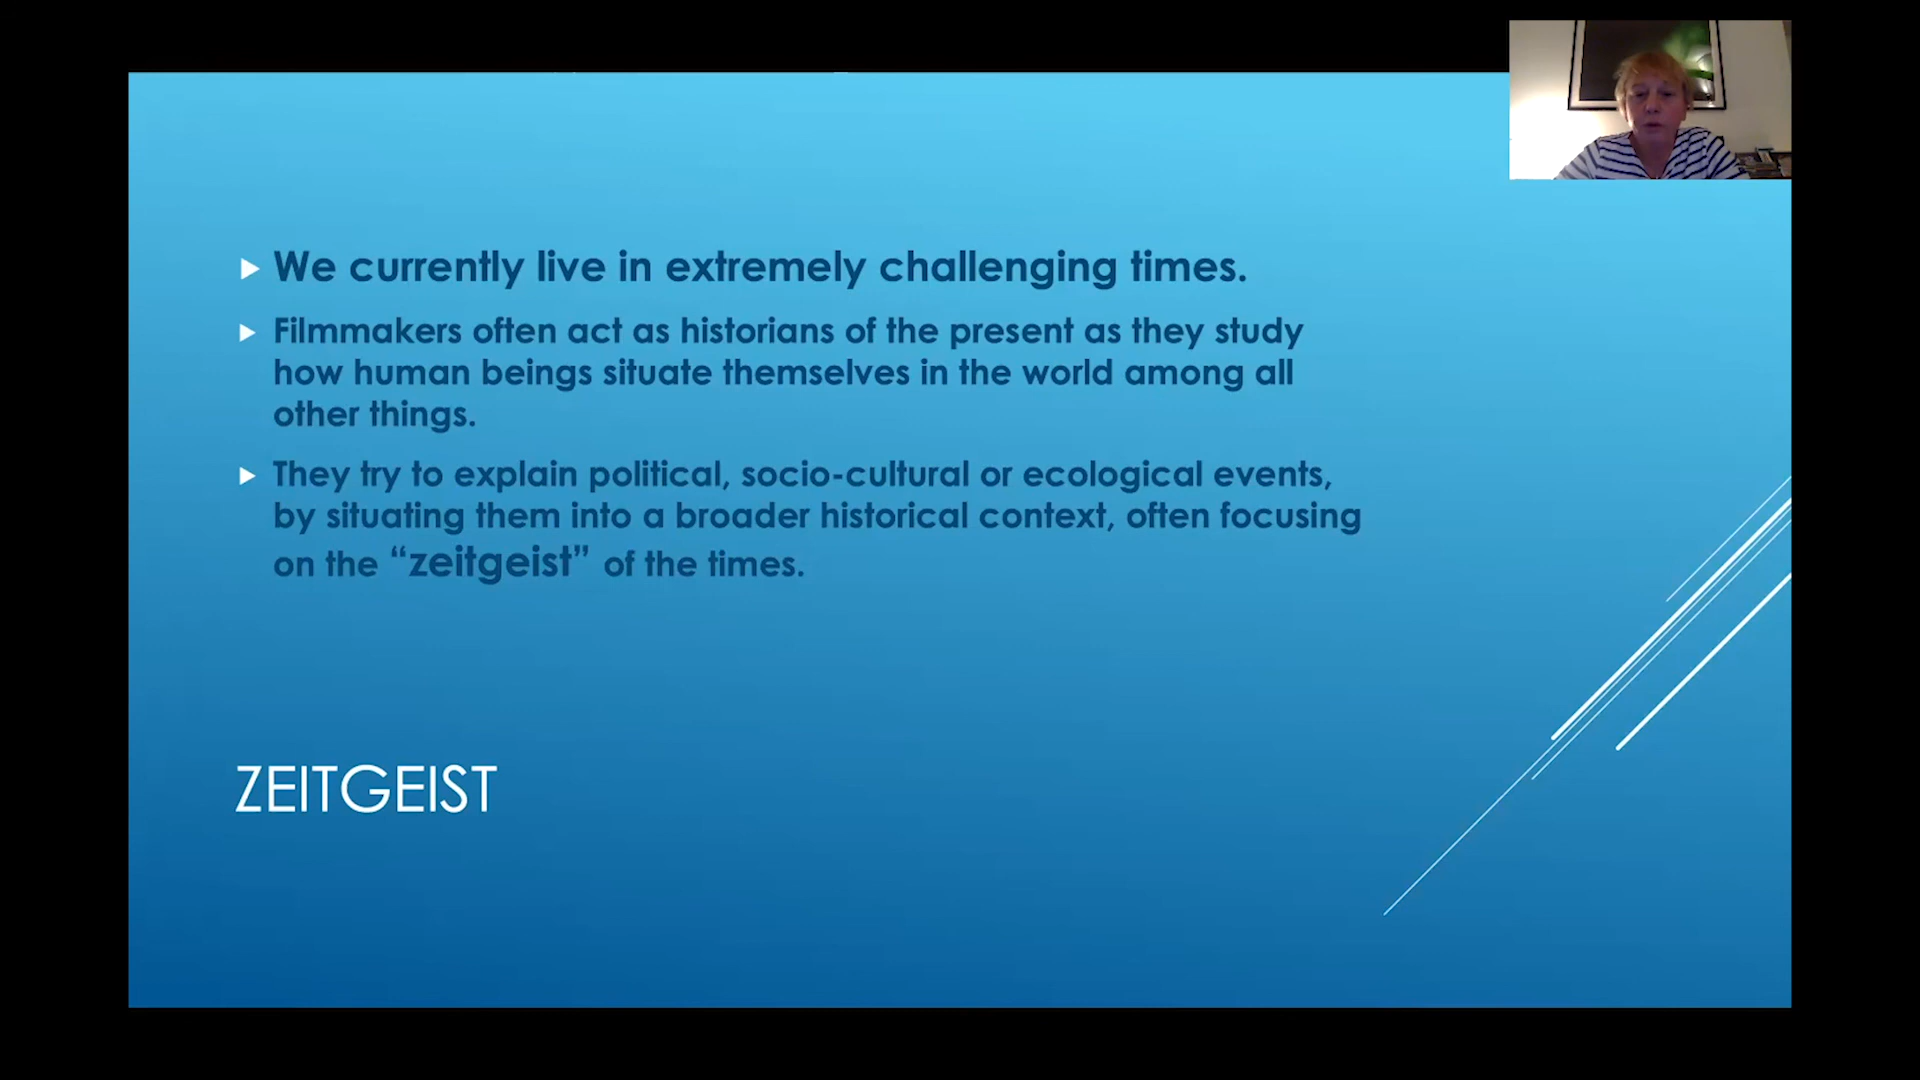 We currently live in extremely challenging times.
Filmmakers often act as historians of the present as they study
how human beings situate themselves in the world among all
other things.
They try to explain political, socio-cultural or ecological events,
by situating them into a broader historical context, often focusing
on the “zeitgeist” of the times.
ZEITGEIST